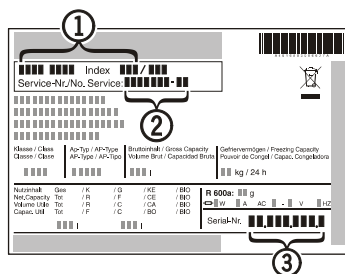 1
Index /
Service-Nr./No. Service: -
2
Klasse / Class
Classe / Clase
Ap-Typ / AP-Type
AP-Type / AP-Tipo
Bruttoinhalt / Gross Capacity
Volume Brut / Capacidad Bruta
Gefriervermögen / Freezing Capacity
Pouvoir de Congel / Capac. Congeladora
l
kg / 24 h
Nutzinhalt Ges / K / G / KE / BIO
Net.Capacity Tot / R / F / CE / BIO
Volume Utile Tot / R / C / CA / BIO
Capac. Util Tot / F / C / BO / BIO
l l
R 600a: g
W A AC - V HZ
Serial-Nr.
3